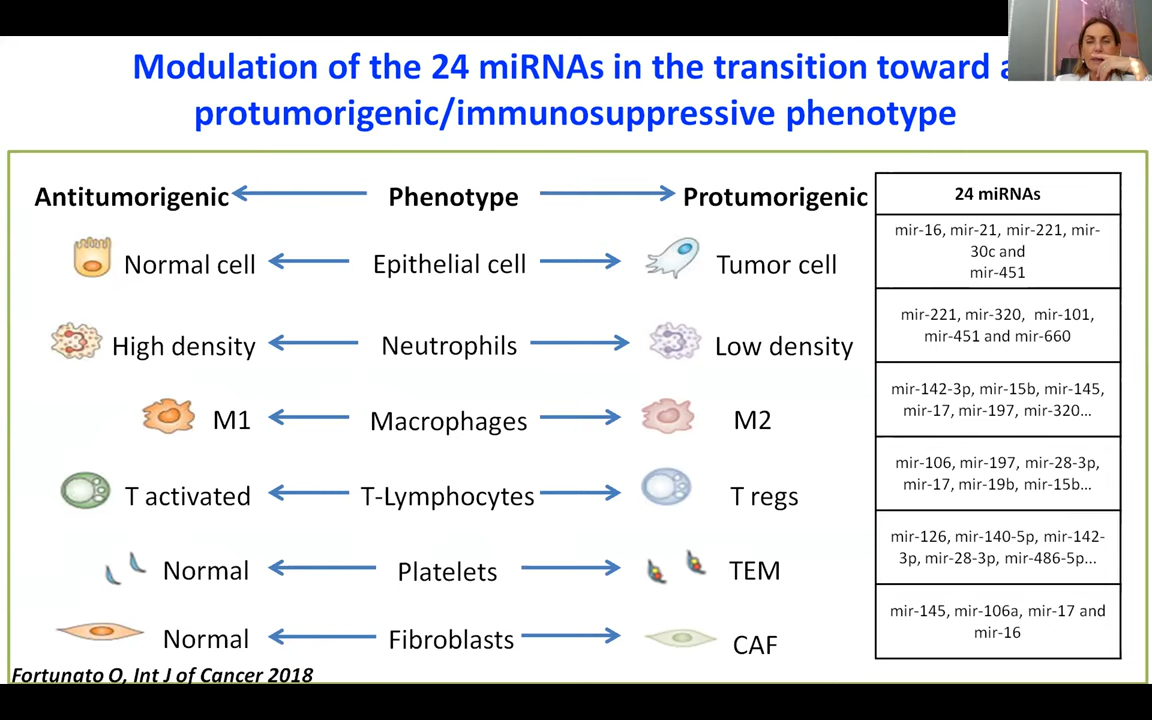 Modulation of the 24 miRNAs in the transition toward a
protumorigenic/immunosuppressive phenotype
Antitumorigenic Phenotype Protumorigenic
24 miRNAs
Normal cell Epithelial cell Tumor cell
mir-16, mir-21, mir-221, mir-
30c and
mir-451
High density Neutrophils Low density
mir-221, mir-320, mir-101,
mir-451 and mir-660
M1 Macrophages M2
mir-142-3p, mir-15b, mir-145,
mir-17, mir-197, mir-320...
T activated T-Lymphocytes T regs
mir-106, mir-197, mir-28-3p,
mir-17, mir-19b, mir-15b...
Normal Platelets TEM
mir-126, mir-140-5p, mir-142-
3p, mir-28-3p, mir-486-5p...
Normal Fibroblasts CAF
mir-145, mir-106a, mir-17 and
mir-16
Fortunato O, Int J of Cancer 2018